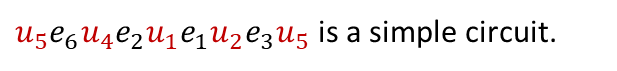 u₅e₆u₄e₂u₁e₁u₂e₃u₅ is a simple circuit.